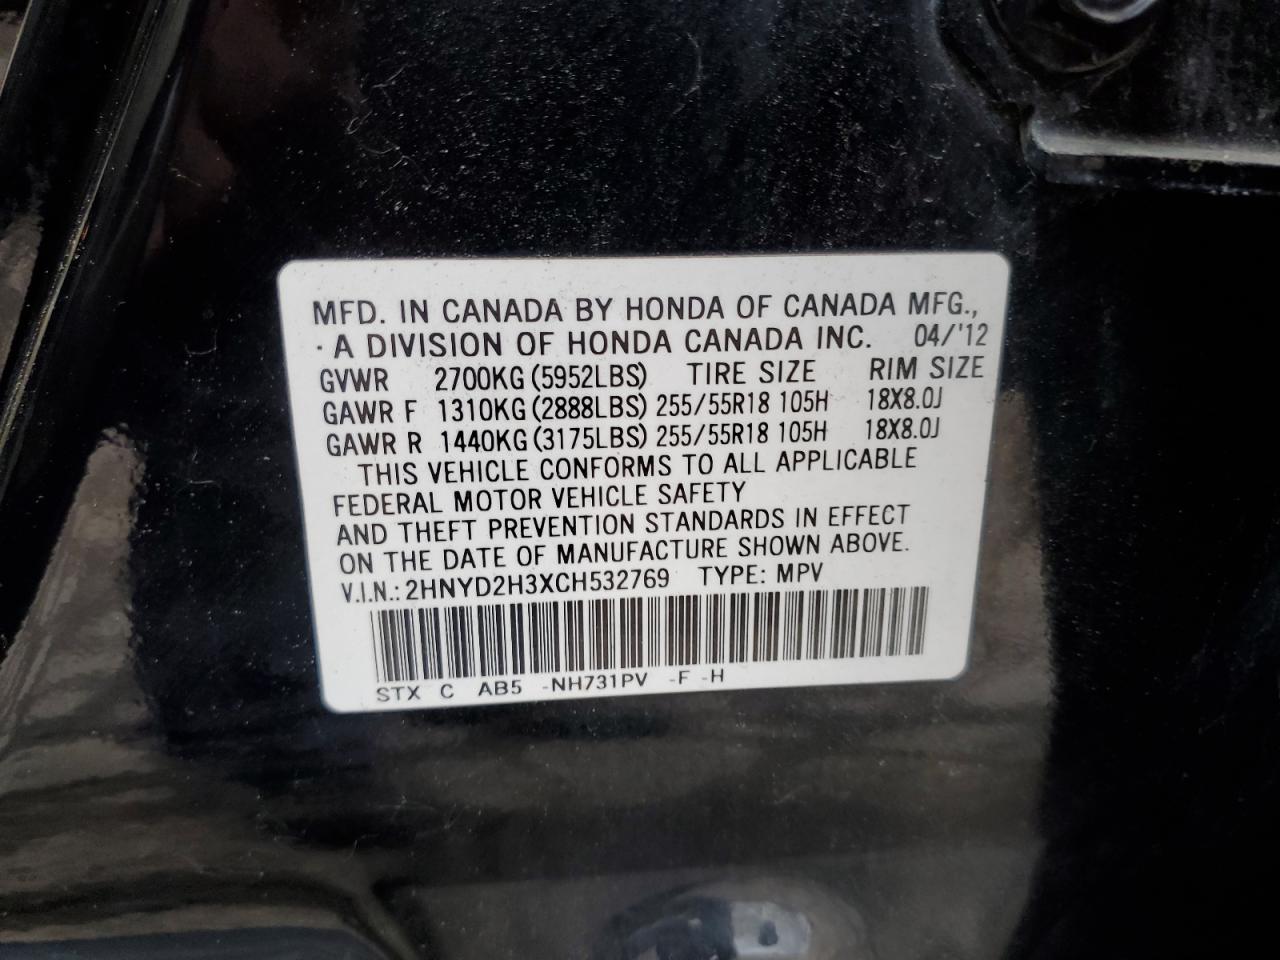 MFD. IN CANADA BY HONDA OF CANADA MFG.,
· A DIVISION OF HONDA CANADA INC. 04/'12
GVWR 2700KG (5952LBS) TIRE SIZE RIM SIZE
GAWR F 1310KG (2888LBS) 255/55R18 105H 18X8.0J
GAWR R 1440KG (3175LBS) 255/55R18 105H 18X8.0J
THIS VEHICLE CONFORMS TO ALL APPLICABLE
FEDERAL MOTOR VEHICLE SAFETY
AND THEFT PREVENTION STANDARDS IN EFFECT
ON THE DATE OF MANUFACTURE SHOWN ABOVE.
V.I.N.: 2HNYD2H3XCH532769 TYPE: MPV
STX C AB5 -NH731PV -F -H